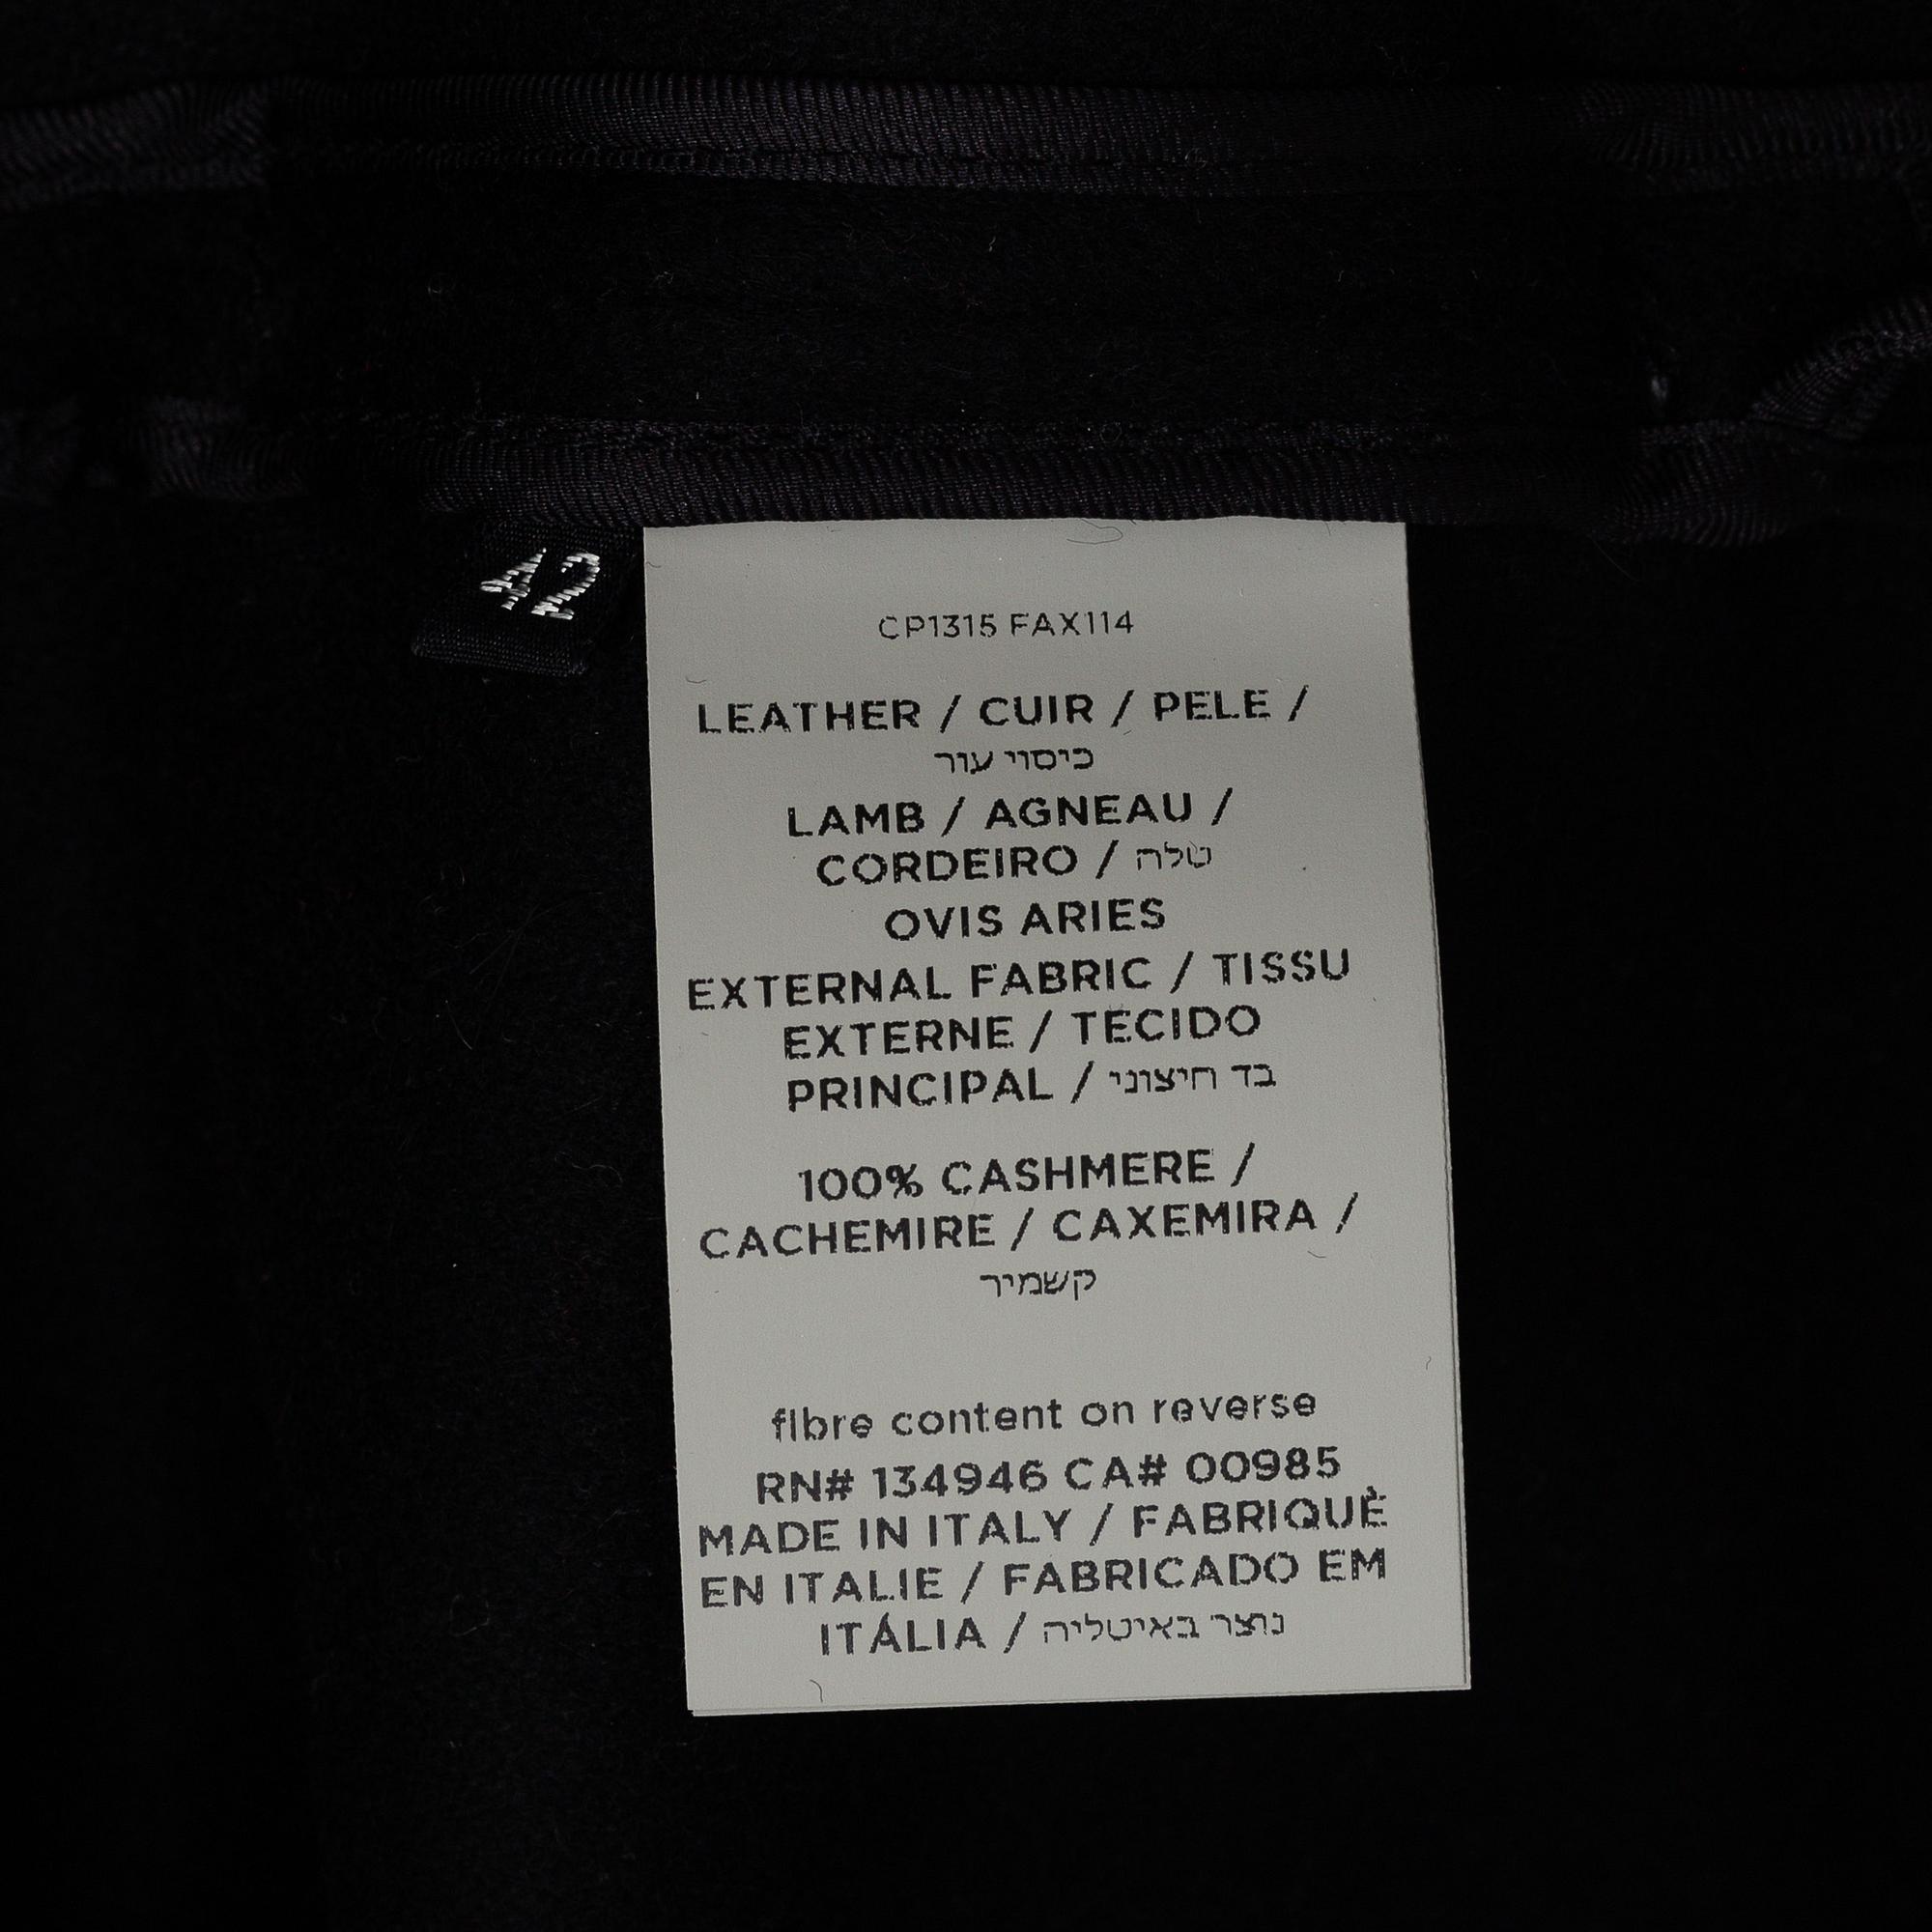 42
CP1315 FAX114
LEATHER / CUIR / PELE /
כיסוי עור
LAMB / AGNEAU /
CORDEIRO / טלה
OVIS ARIES
EXTERNAL FABRIC / TISSU
EXTERNE / TECIDO
PRINCIPAL / בד חיצוני
100% CASHMERE /
CACHEMIRE / CAXEMIRA /
קשמיר
fibre content on reverse
RN# 134946 CA# 00985
MADE IN ITALY / FABRIQUÈ
EN ITALIE / FABRICADO EM
ITÁLIA / נוצר באיטליה